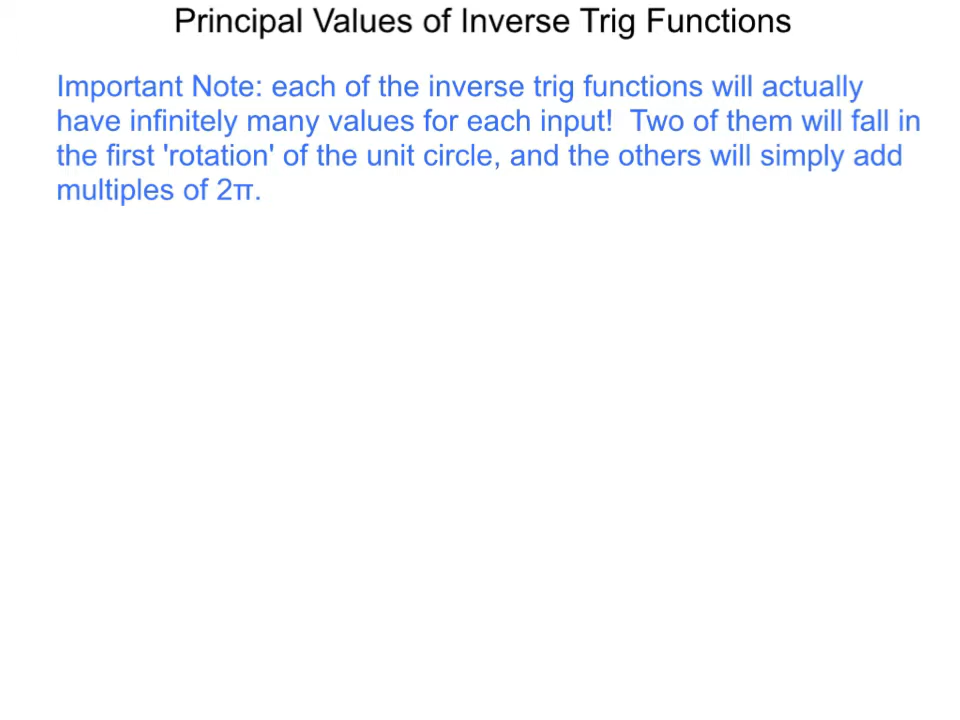 Principal Values of Inverse Trig Functions
Important Note: each of the inverse trig functions will actually
have infinitely many values for each input!  Two of them will fall in
the first 'rotation' of the unit circle, and the others will simply add
multiples of 2π.